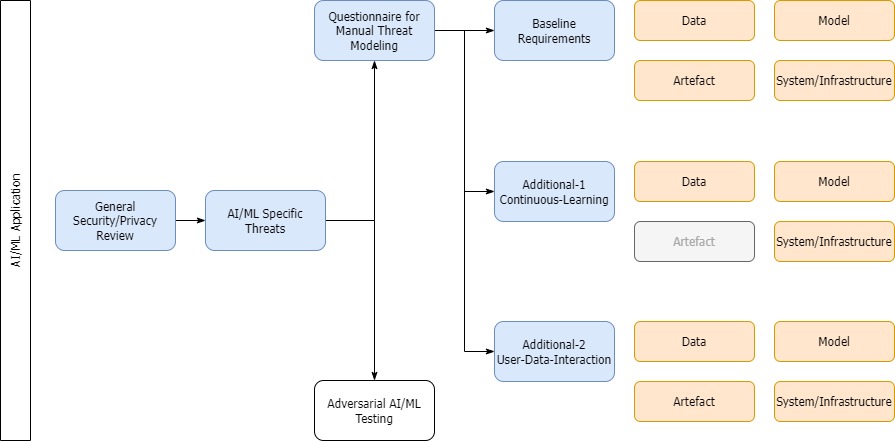 AI/ML Application
General
Security/Privacy
Review
AI/ML Specific
Threats
Questionnaire for
Manual Threat
Modeling
Adversarial AI/ML
Testing
Baseline
Requirements
Data
Model
Artefact
System/Infrastructure
Additional-1
Continuous-Learning
Data
Model
Artefact
System/Infrastructure
Additional-2
User-Data-Interaction
Data
Model
Artefact
System/Infrastructure